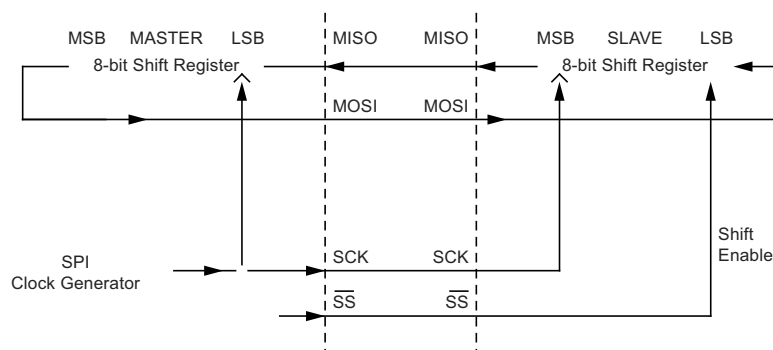 MSB MASTER LSB MISO MISO MSB SLAVE LSB
8-bit Shift Register 8-bit Shift Register
MOSI MOSI
Shift
Enable
SPI
Clock Generator
SCK SCK
SS SS